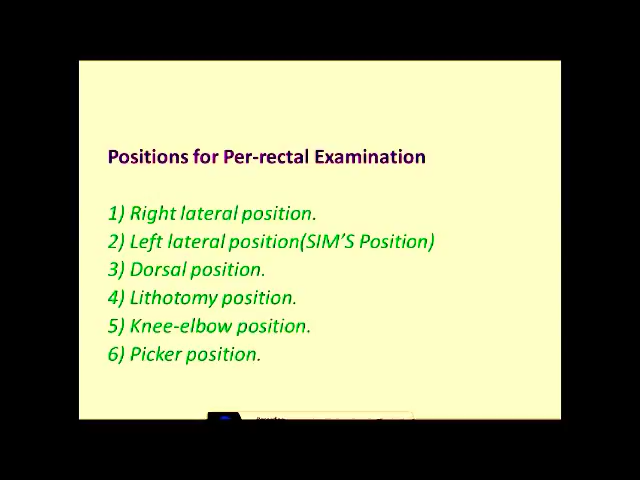 Positions for Per-rectal Examination
1) Right lateral position.
2) Left lateral position(SIM'S Position)
3) Dorsal position.
4) Lithotomy position.
5) Knee-elbow position.
6) Picker position.